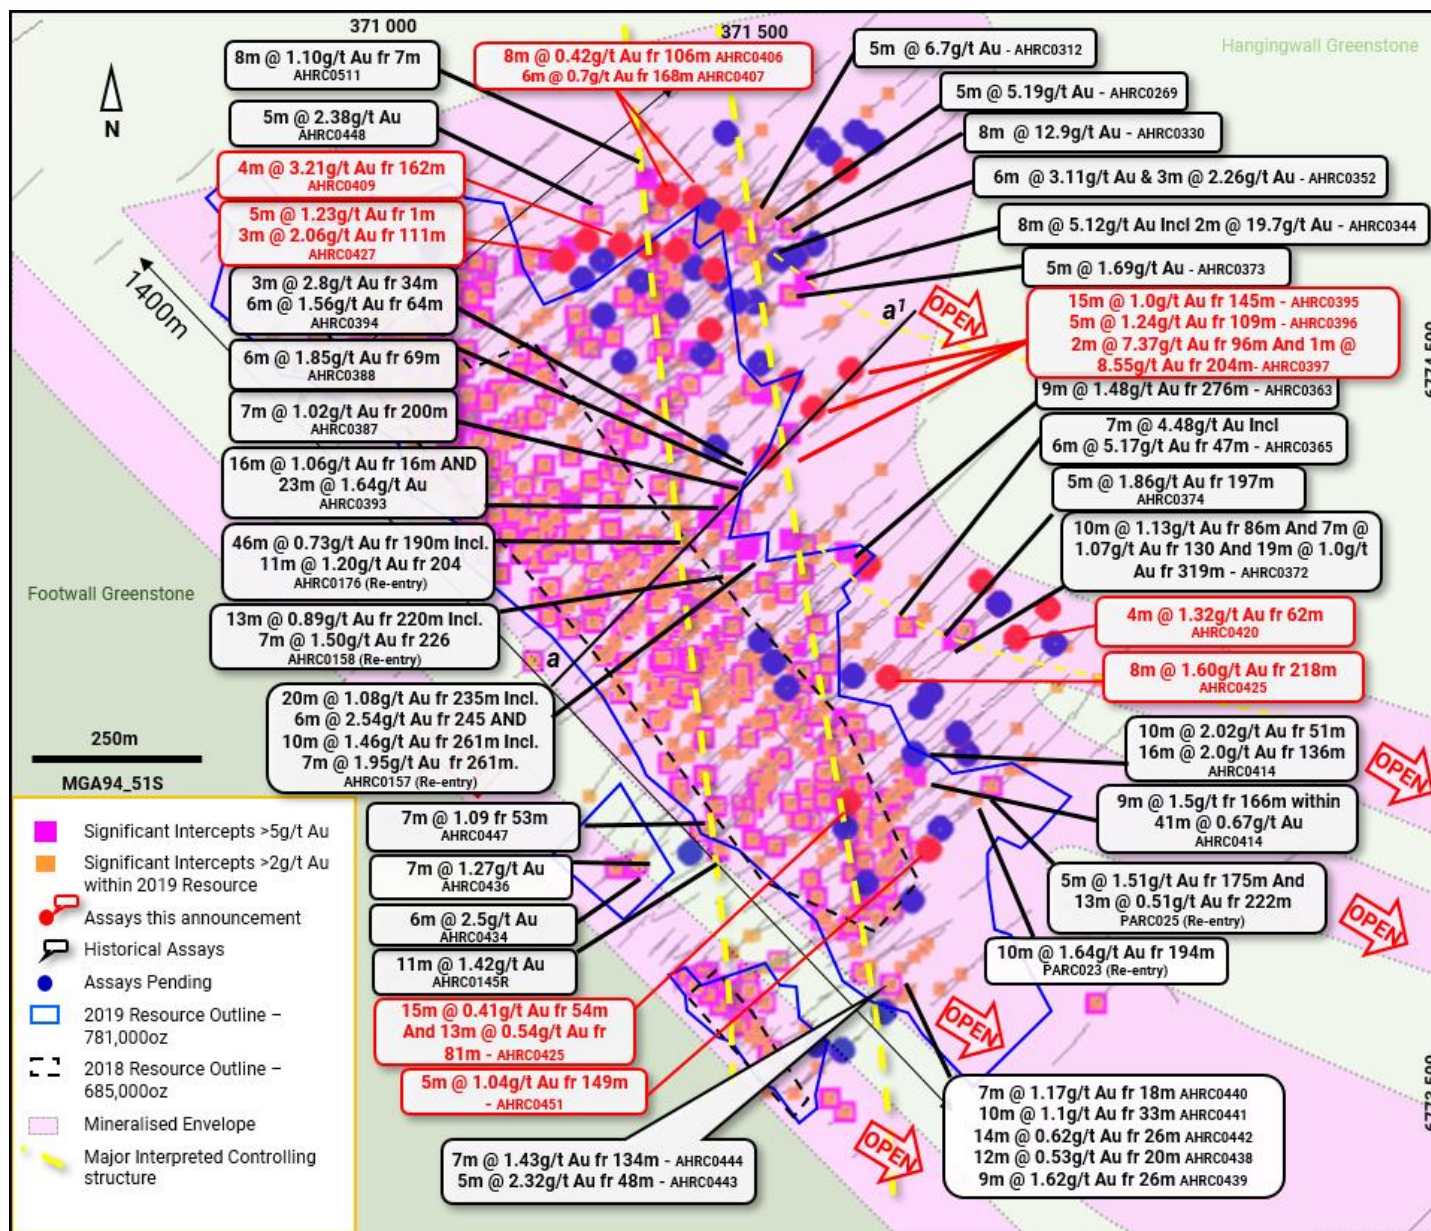 371 000
371 500
Hangingwall Greenstone
N
8m @ 1.10g/t Au fr 7m
AHRC0511
8m @ 0.42g/t Au fr 106m AHRC0406
6m @ 0.7g/t Au fr 168m AHRC0407
5m @ 6.7g/t Au - AHRC0312
5m @ 5.19g/t Au - AHRC0269
5m @ 2.38g/t Au
AHRC0448
8m @ 12.9g/t Au - AHRC0330
4m @ 3.21g/t Au fr 162m
AHRC0409
6m @ 3.11g/t Au & 3m @ 2.26g/t Au - AHRC0352
5m @ 1.23g/t Au fr 1m
3m @ 2.06g/t Au fr 111m
AHRC0427
8m @ 5.12g/t Au Incl 2m @ 19.7g/t Au - AHRC0344
5m @ 1.69g/t Au - AHRC0373
1400m
3m @ 2.8g/t Au fr 34m
6m @ 1.56g/t Au fr 64m
AHRC0394
a1
OPEN
15m @ 1.0g/t Au fr 145m - AHRC0395
5m @ 1.24g/t Au fr 109m - AHRC0396
2m @ 7.37g/t Au fr 96m And 1m @
8.55g/t Au fr 204m- AHRC0397
6774 500
6m @ 1.85g/t Au fr 69m
AHRC0388
9m @ 1.48g/t Au fr 276m - AHRC0363
7m @ 1.02g/t Au fr 200m
AHRC0387
7m @ 4.48g/t Au Incl
6m @ 5.17g/t Au fr 47m - AHRC0365
16m @ 1.06g/t Au fr 16m AND
23m @ 1.64g/t Au
AHRC0393
5m @ 1.86g/t Au fr 197m
AHRC0374
46m @ 0.73g/t Au fr 190m Incl.
11m @ 1.20g/t Au fr 204
AHRC0176 (Re-entry)
10m @ 1.13g/t Au fr 86m And 7m @
1.07g/t Au fr 130 And 19m @ 1.0g/t
Au fr 319m - AHRC0372
Footwall Greenstone
13m @ 0.89g/t Au fr 220m Incl.
7m @ 1.50g/t Au fr 226
AHRC0158 (Re-entry)
a
4m @ 1.32g/t Au fr 62m
AHRC0420
8m @ 1.60g/t Au fr 218m
AHRC0425
20m @ 1.08g/t Au fr 235m Incl.
6m @ 2.54g/t Au fr 245 AND
10m @ 1.46g/t Au fr 261m Incl.
7m @ 1.95g/t Au fr 261m.
AHRC0157 (Re-entry)
250m
MGA94_51S
10m @ 2.02g/t Au fr 51m
16m @ 2.0g/t Au fr 136m
AHRC0414
OPEN
9m @ 1.5g/t fr 166m within
41m @ 0.67g/t Au
AHRC0414
7m @ 1.09 fr 53m
AHRC0447
7m @ 1.27g/t Au
AHRC0436
5m @ 1.51g/t Au fr 175m And
13m @ 0.51g/t Au fr 222m
PARC025 (Re-entry)
OPEN
6m @ 2.5g/t Au
AHRC0434
10m @ 1.64g/t Au fr 194m
PARC023 (Re-entry)
11m @ 1.42g/t Au
AHRC0145R
15m @ 0.41g/t Au fr 54m
And 13m @ 0.54g/t Au fr
81m - AHRC0425
OPEN
5m @ 1.04g/t Au fr 149m
- AHRC0451
7m @ 1.17g/t Au fr 18m AHRC0440
10m @ 1.1g/t Au fr 33m AHRC0441
14m @ 0.62g/t Au fr 26m AHRC0442
12m @ 0.53g/t Au fr 20m AHRC0438
9m @ 1.62g/t Au fr 26m AHRC0439
OPEN
7m @ 1.43g/t Au fr 134m - AHRC0444
5m @ 2.32g/t Au fr 48m - AHRC0443
Significant Intercepts >5g/t Au
Significant Intercepts >2g/t Au
within 2019 Resource
Assays this announcement
Historical Assays
Assays Pending
2019 Resource Outline –
781,000oz
2018 Resource Outline –
685,000oz
Mineralised Envelope
Major Interpreted Controlling
structure